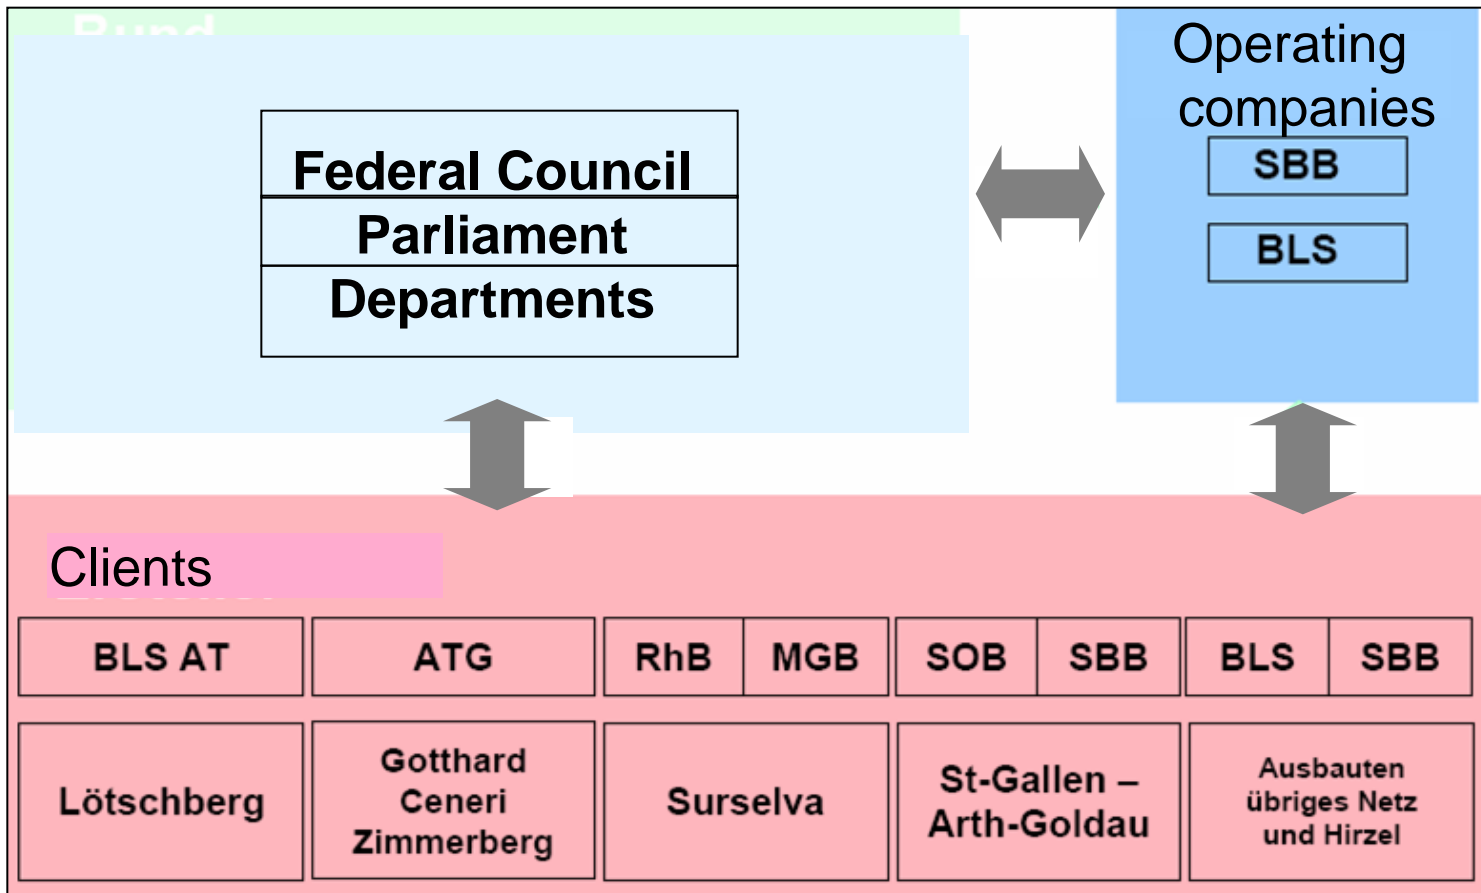 Bund
Operating
companies
Federal Council
Parliament
Departments
SBB
BLS
Clients
BLS AT
ATG
RhB MGB
SOB SBB
BLS SBB
Lötschberg
Gotthard
Ceneri
Zimmerberg
Surselva
St-Gallen –
Arth-Goldau
Ausbauten
übriges Netz
und Hirzel